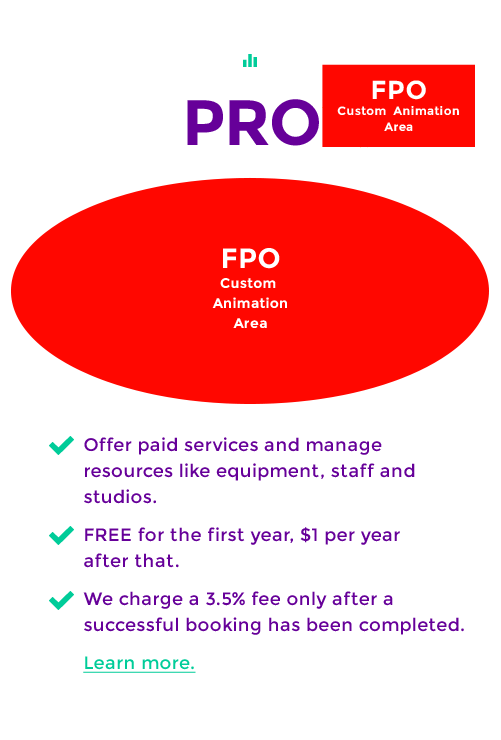 PRO
FPO
Custom Animation
Area
FPO
Custom
Animation
Area
Offer paid services and manage
resources like equipment, staff and
studios.
FREE for the first year, $1 per year
after that.
We charge a 3.5% fee only after a
successful booking has been completed.
Learn more.